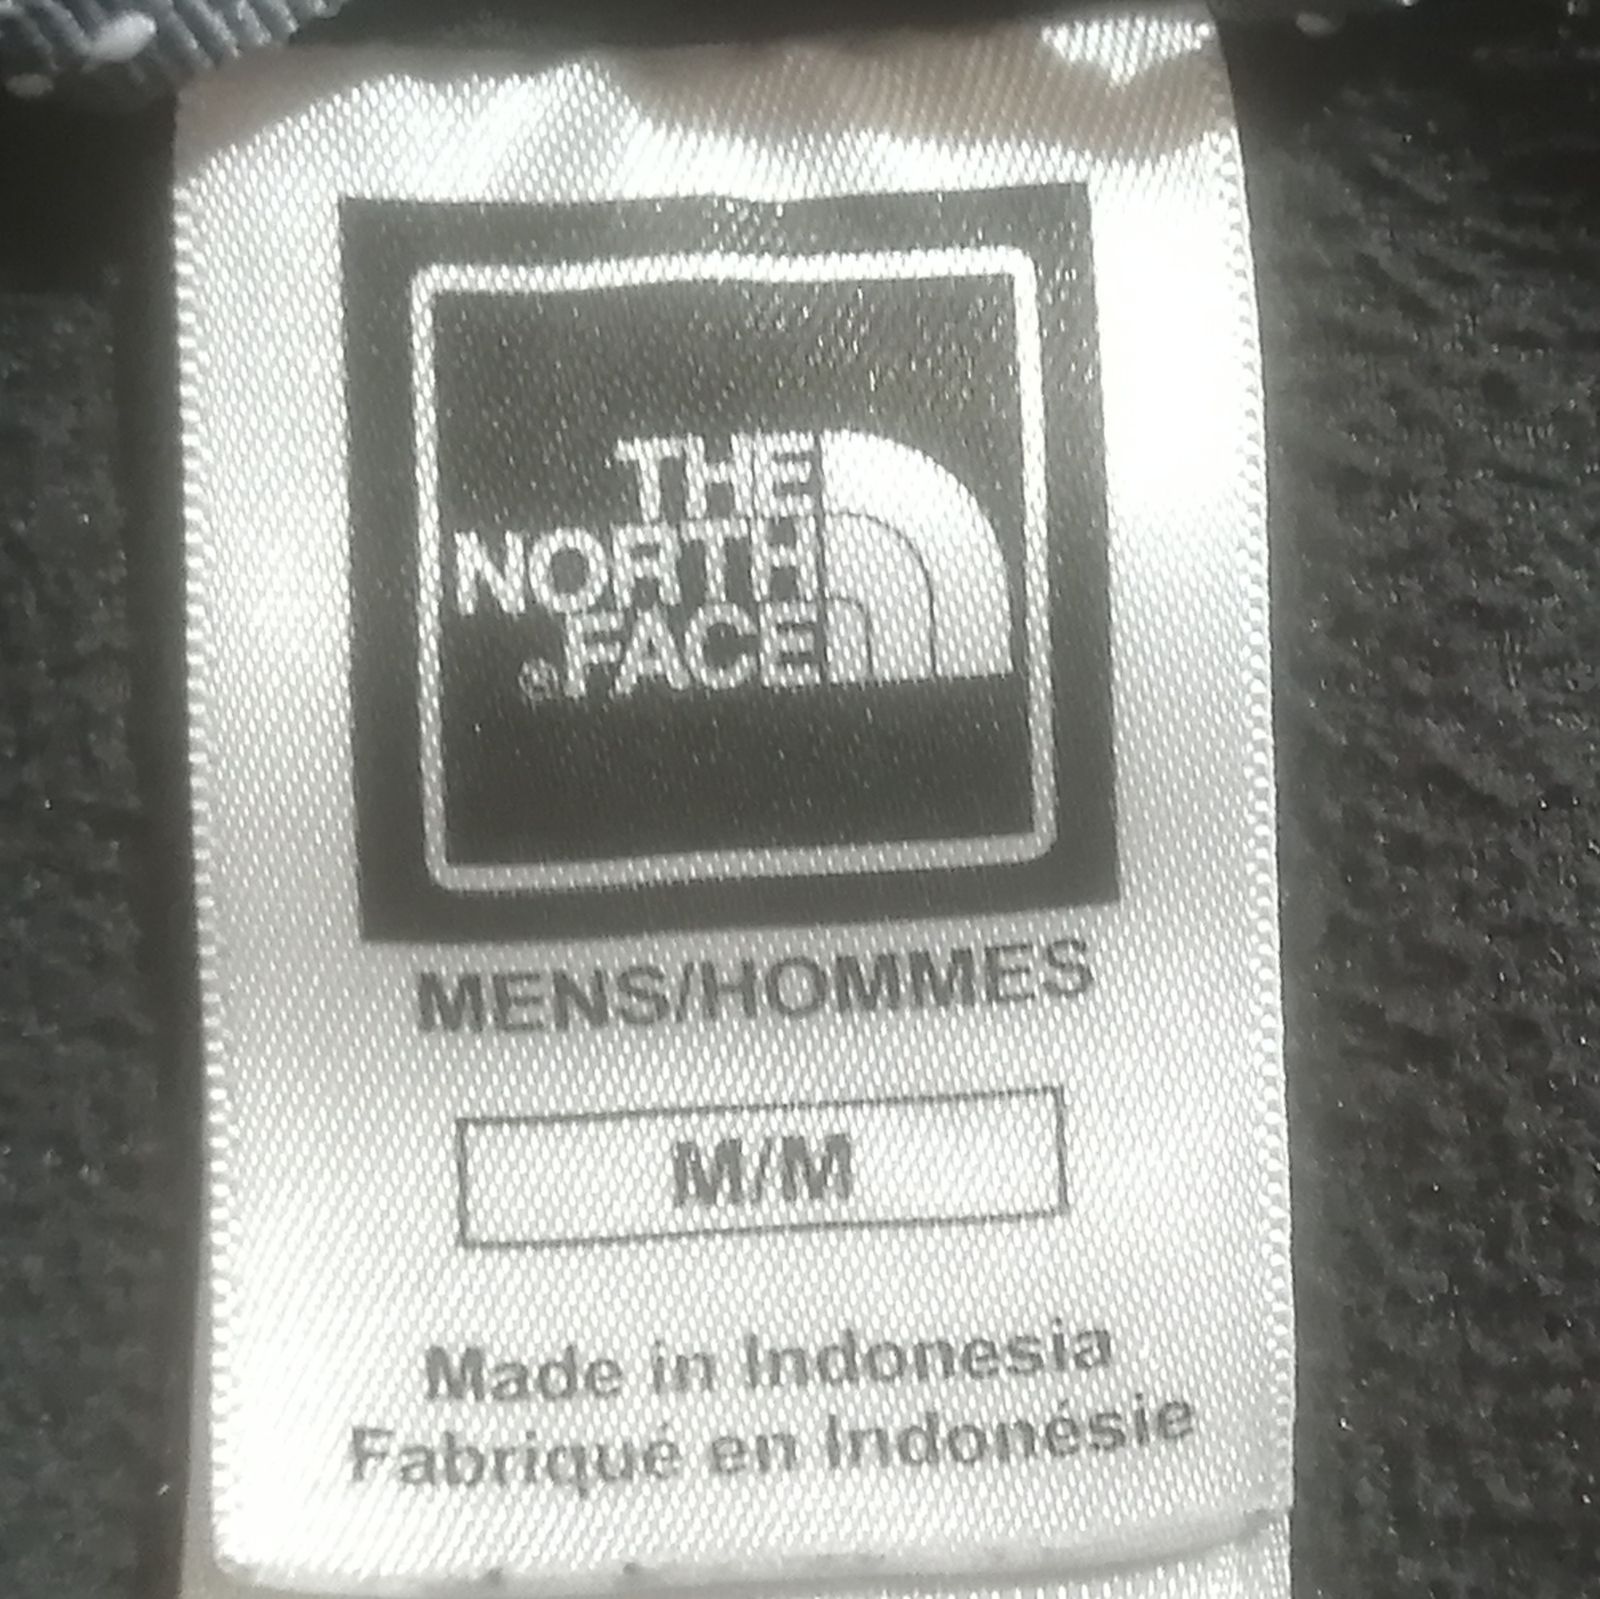 THE
NORTH
®FACE
MENS/HOMMES
M/M
Made in Indonesia
Fabriqué en Indonésie